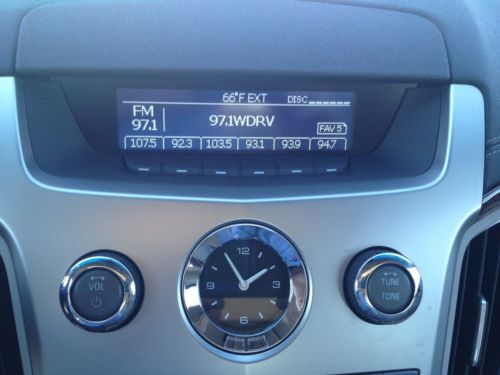 66°F EXT DISC
FM
97.1
97.1WDRV
FAV 5
107.5 92.3 103.5 93.1 93.9 94.7
VOL
12
9 3
6
TUNE
TONE